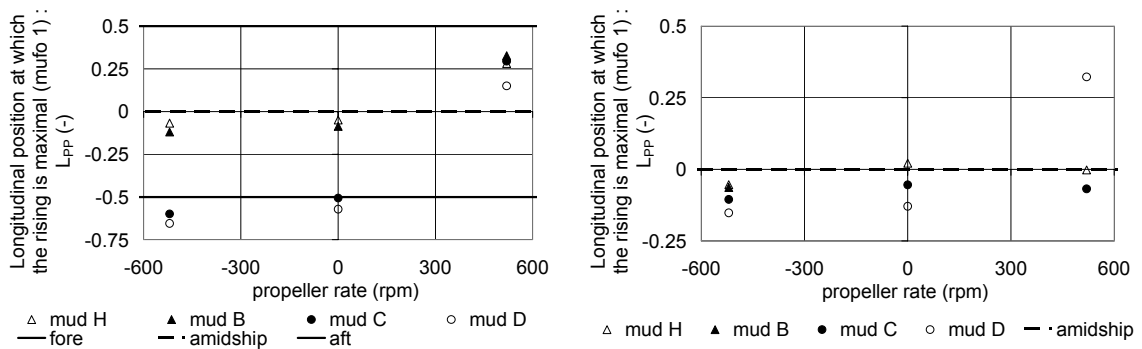 Longitudinal position at which
the rising is maximal (mufo 1) :
LPP (-)
0.5
0.25
0
-0.25
-0.5
-0.75
-600 -300 0 300 600
propeller rate (rpm)
mud H mud B mud C mud D
fore amidship aft
Longitudinal position at which
the rising is maximal (mufo 1) :
LPP (-)
0.5
0.25
0
-0.25
-600 -300 0 300 600
propeller rate (rpm)
mud H mud B mud C mud D amidship